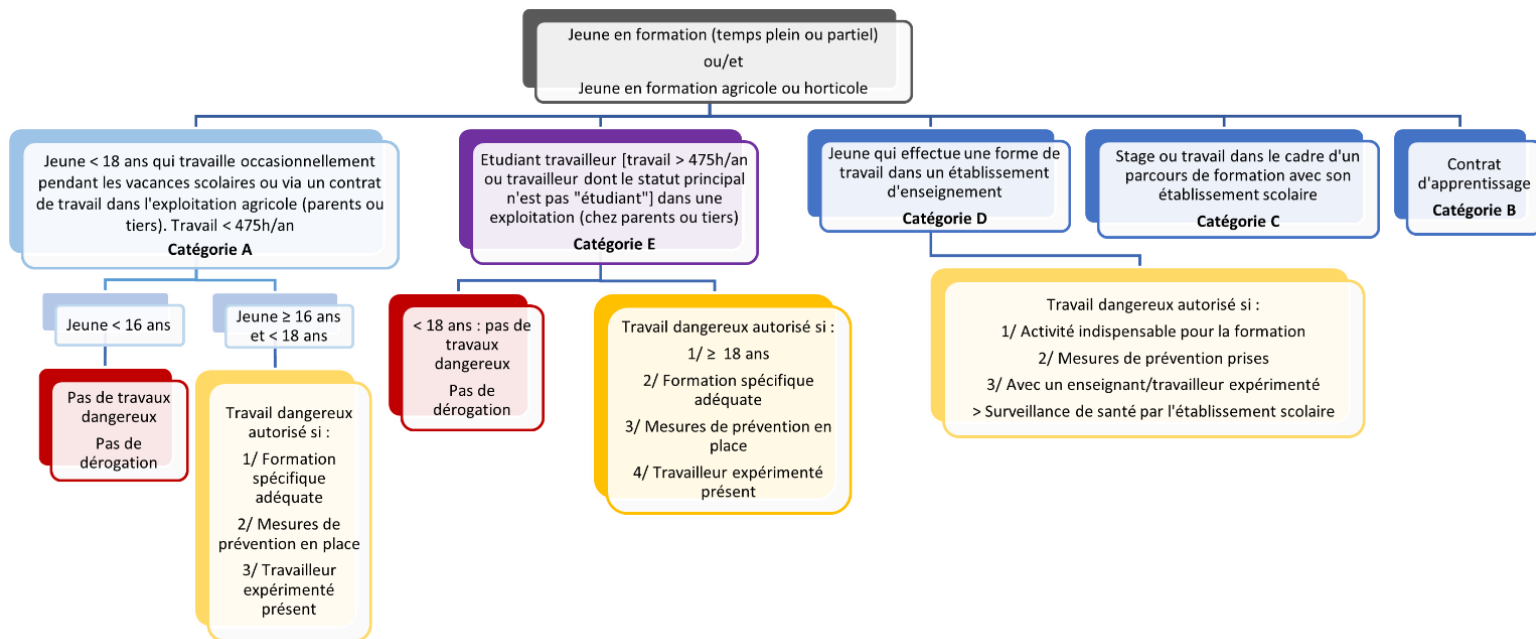 Jeune en formation (temps plein ou partiel)
ou/et
Jeune en formation agricole ou horticole
Jeune < 18 ans qui travaille occasionnellement
pendant les vacances scolaires ou via un contrat
de travail dans l'exploitation agricole (parents ou
tiers). Travail < 475h/an
Catégorie A
Etudiant travailleur [travail > 475h/an
ou travailleur dont le statut principal
n'est pas "étudiant"] dans une
exploitation (chez parents ou tiers)
Catégorie E
Jeune qui effectue une forme de
travail dans un établissement
d'enseignement
Catégorie D
Stage ou travail dans le cadre d'un
parcours de formation avec son
établissement scolaire
Catégorie C
Contrat
d'apprentissage
Catégorie B
Jeune < 16 ans
Jeune ≥ 16 ans
et < 18 ans
Pas de travaux
dangereux
Pas de
dérogation
Travail dangereux
autorisé si :
1/ Formation
spécifique
adéquate
2/ Mesures de
prévention en place
3/ Travailleur
expérimenté
présent
< 18 ans : pas de
travaux
dangereux
Pas de
dérogation
Travail dangereux autorisé si :
1/ ≥ 18 ans
2/ Formation spécifique
adéquate
3/ Mesures de prévention en
place
4/ Travailleur expérimenté
présent
Travail dangereux autorisé si :
1/ Activité indispensable pour la formation
2/ Mesures de prévention prises
3/ Avec un enseignant/travailleur expérimenté
> Surveillance de santé par l'établissement scolaire